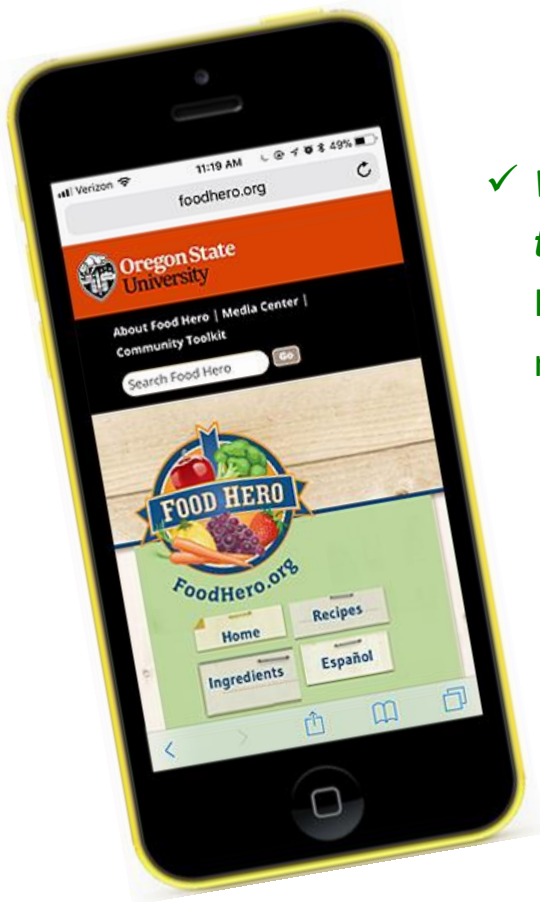 Verizon 11:19 AM 49%
foodhero.org
Oregon State
University
About Food Hero | Media Center |
Community Toolkit
Search Food Hero Go
FOOD HERO
FoodHero.org
Home Recipes
Ingredients Español